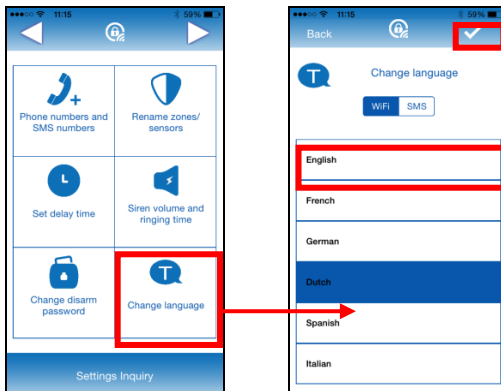 11:15
59%
Phone numbers and
SMS numbers
Rename zones/
sensors
Set delay time
Siren volume and
ringing time
Change disarm
password
T
Change language
Settings Inquiry
11:15
59%
Back
T
Change language
WiFi
SMS
English
French
German
Dutch
Spanish
Italian